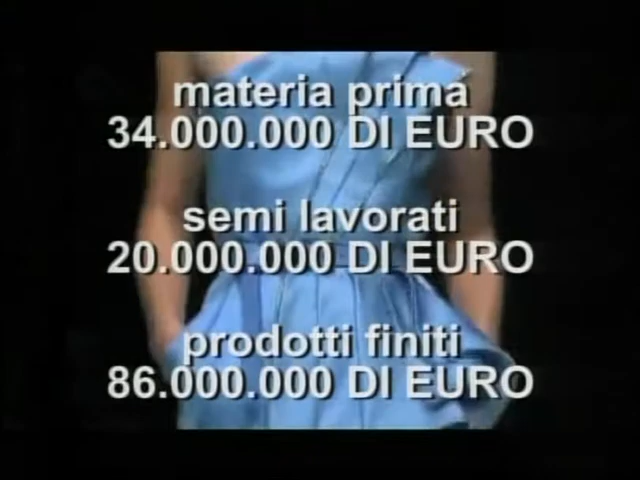 materia prima
34.000.000 DI EURO
semi lavorati
20.000.000 DI EURO
prodotti finiti
86.000.000 DI EURO